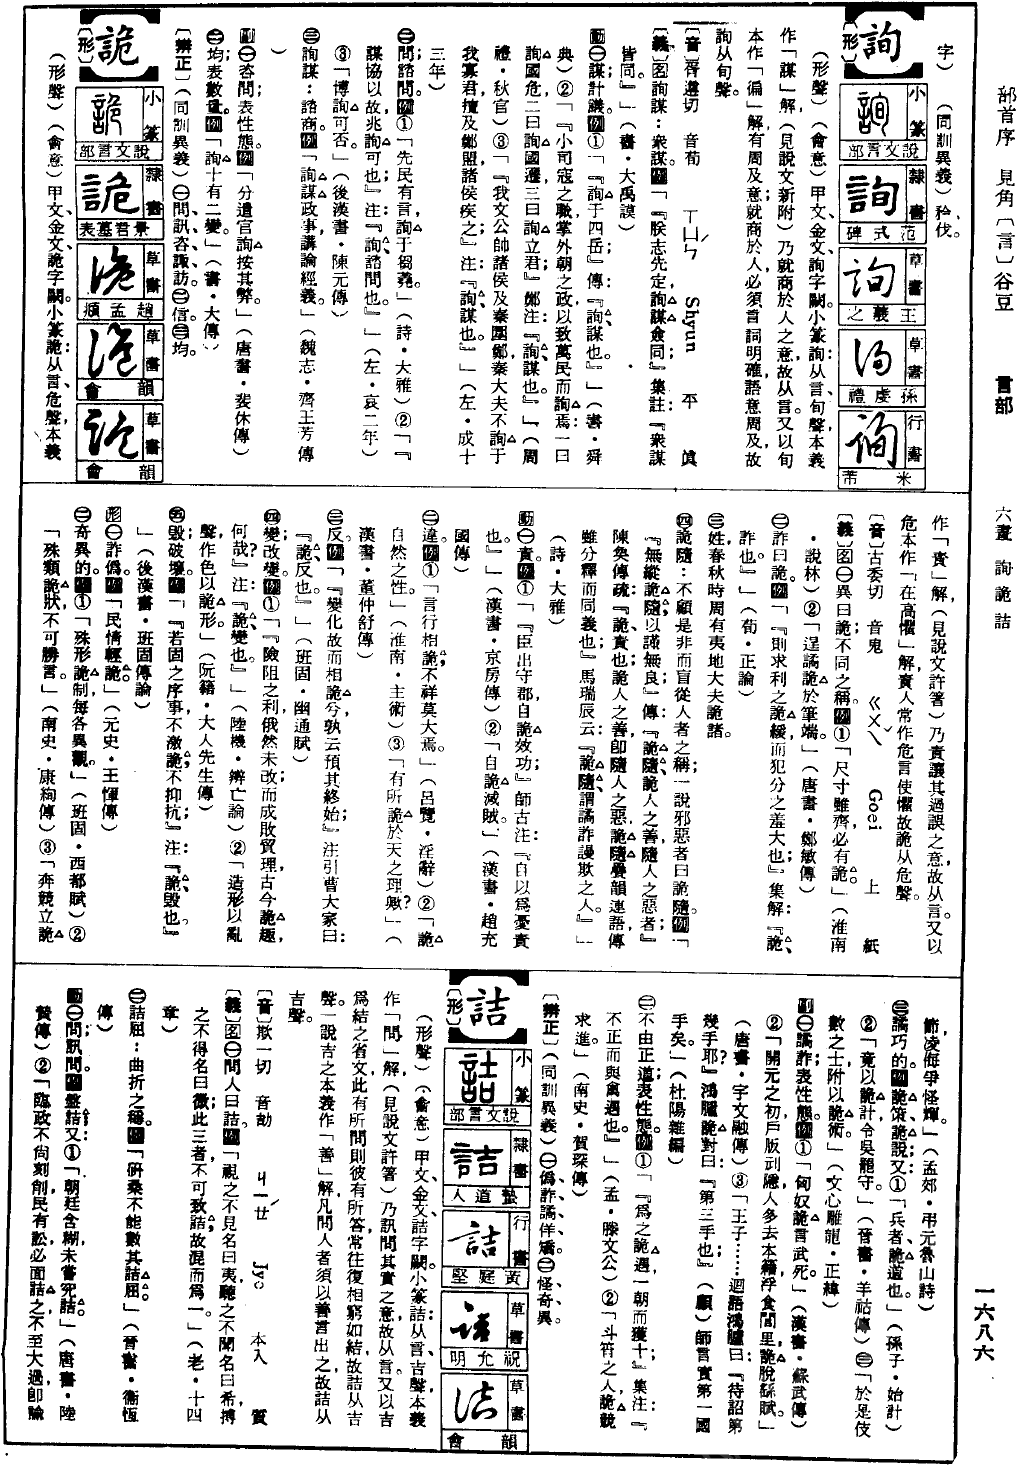 部首序　見角〔言〕谷豆　言部　六畫　詢詭詰　一六八六
字）（同訓異義）矜，伐。
詢
〔形〕
小篆　說文言部
隸書　范式碑
草書　王羲之
草書　孫虔禮
行書　米芾
（形聲）（會意）甲文、金文、詢字闕。小篆詢：从言、旬聲，本義
作「謀」解（見說文新附）乃就商於人之意，故从言。又以旬
本作「徧」解，有周及意，就商於人必須言詞明確，語意周及，故
詢从旬聲。
〔音〕胥遵切　音荀　ㄒㄩㄣˊ　Shyun　平　眞
〔義〕名詢謀：衆謀。例「『朕志先定，詢謀僉同』；集註：『衆謀
皆同。』」（書・大禹謨）
動㊀謀；計議。例①「『詢于四岳』傳：『詢，謀也。』」（書・舜
典）②「『小司寇之職，掌外朝之政，以致萬民而詢焉：一曰
詢國危，二曰詢國遷，三曰詢立君』鄭注：『詢，謀也。』」（周
禮・秋官）③「『我文公帥諸侯及秦圍鄭，秦大夫不詢于
我寡君，擅及鄭盟，諸侯疾之』注：『詢，謀也。』」（左・成十
三年）
㊁問；諮問。例①「先民有言，詢于芻蕘。」（詩・大雅）②「『
謀協以故兆，詢可也』注：『詢，諮問也。』」（左・哀二年）
③「博詢可否。」（後漢書・陳元傳）
㊂詢謀：諮商。例「詢謀政事，講論經義。」（魏志・齊王芳傳
）
副㊀咨問；表性態。例「分遣官詢按其弊。」（唐書・裴休傳）
㊁均；表數量。例「詢十有二變。」（書・大傳）
〔辨正〕（同訓異義）㊀問、訊、咨、諏、訪。㊁信。㊂均。
詭
〔形〕
小篆　說文言部
隸書　景君墓表
草書　趙孟頫
草書　韻會
草書　韻會
（形聲）（會意）甲文、金文、詭字闕。小篆詭：从言、危聲，本義
作「責」解（見說文許箸）乃責讓其過誤之意，故从言。又以
危本作「在高懼」解，責人常作危言使懼，故詭从危聲。
〔音〕古委切　音鬼　ㄍㄨㄟˇ　Goei　上　紙
〔義〕名㊀異曰詭；不同之稱。例①「尺寸雖齊必有詭。」（淮南
・說林）②「逞譎詭於筆端。」（唐書・鄭敏傳）
㊁詐曰詭。例「『則求利之詭緩，而犯分之羞大也』；集解：『詭，
詐也。』」（荀・正論）
㊂姓，春秋時周有夷地大夫詭諸。
㊃詭隨：不顧是非而盲從人者之稱；一說邪惡者曰詭隨。例「
『無縱詭隨，以謹無良』傳：『詭隨，詭人之善，隨人之惡者』；
陳奐傳疏：『詭，責也；詭人之善，卽隨人之惡；詭隨疊韻連語，傳
雖分釋而同義也』；馬瑞辰云：『詭隨，謂譎詐謾欺之人。』」
（詩・大雅）
動㊀責。例①「『臣出守郡，自詭效功』；師古注：『自以爲憂責
也。』」（漢書・京房傳）②「自詭滅賊。」（漢書・趙充
國傳）
㊁違。例①「言行相詭，不祥莫大焉。」（呂覽・淫辭）②「詭
自然之性。」（淮南・主術）③「有所詭於天之理歟？」（
漢書・董仲舒傳）
㊂反。例「『變化故而相詭兮，孰云預其終始』；注引曹大家曰：
『詭，反也。』」（班固・幽通賦）
㊃變；改變。例①「『險阻之利，俄然未改，而成敗貿理，古今詭趣，
何哉？』注：『詭，變也。』」（陸機・辨亡論）②「造形以亂
聲，作色以詭形。」（阮籍・大人先生傳）
㊄毀；破壞。例「『若固之序事，不激詭，不抑抗』注：『詭，毀也。』
」（後漢書・班固傳論）
形㊀詐僞。例「民情輕詭。」（元史・王惲傳）
㊁奇異的。例①「殊形詭制，每各異觀。」（班固・西都賦）②
「殊類詭狀，不可勝言。」（南史・康絢傳）③「奔競立詭
節，凌侮爭怪輝。」（孟郊・弔元魯山詩）
㊂譎；巧的。例詭策；詭說；又①「兵者，詭道也。」（孫子・始計）
②「竟以詭計令吳罷守。」（晉書・羊祜傳）③「於是伎
數之士，附以詭術。」（文心雕龍・正緯）
副㊀譎詐；表性態。例①「匈奴詭言武死。」（漢書・蘇武傳）
②「開元之初，戶版刓隱，人多去本籍，浮食閭里，詭脫繇賦。」
（唐書・宇文融傳）③「王子……迴語鴻臚曰：『待詔第
幾手耶？』鴻臚詭對曰：『第三手也。』（顧）師言實第一國
手矣。」（杜陽雜編）
㊁不由正道；表性態。例①「『爲之詭遇，一朝而獲十。』集注：『
不正而與禽遇也。』」（孟・滕文公）②「斗筲之人，詭競
求進。」（南史・賀琛傳）
〔辨正〕（同訓異義）㊀僞、詐、譎、佯、矯。㊁怪、奇、異。
詰
〔形〕
小篆　說文言部
隸書　墊道人
行書　黃庭堅
草書　祝允明
草書　韻會
（形聲）（會意）甲文、金文、詰字闕。小篆詰：从言、吉聲，本義
作「問」解（見說文許箸）乃訊問其實之意，故从言。又以吉
爲結之省文，此有所問則彼有所答，常往復相窮如結，故詰从吉
聲。一說吉之本義作「善」解，凡問人者須以善言出之，故詰从
吉聲。
〔音〕欺一切　音劼　ㄐㄧㄝˊ　Jye　本入　質
〔義〕名㊀問人曰詰。例「視之不見名曰夷，聽之不聞名曰希，搏
之不得名曰微；此三者不可致詰，故混而爲一。」（老・十四
章）
㊁詰屈：曲折之稱。例「硏桑不能數其詰屈。」（晉書・衞恆
傳）
動㊀問；訊問。例盤詰；又：①「朝廷含糊，未嘗究詰。」（唐書・陸
贄傳）②「臨政不尙刻削，民有訟，必面詰之，不至大過，卽諭